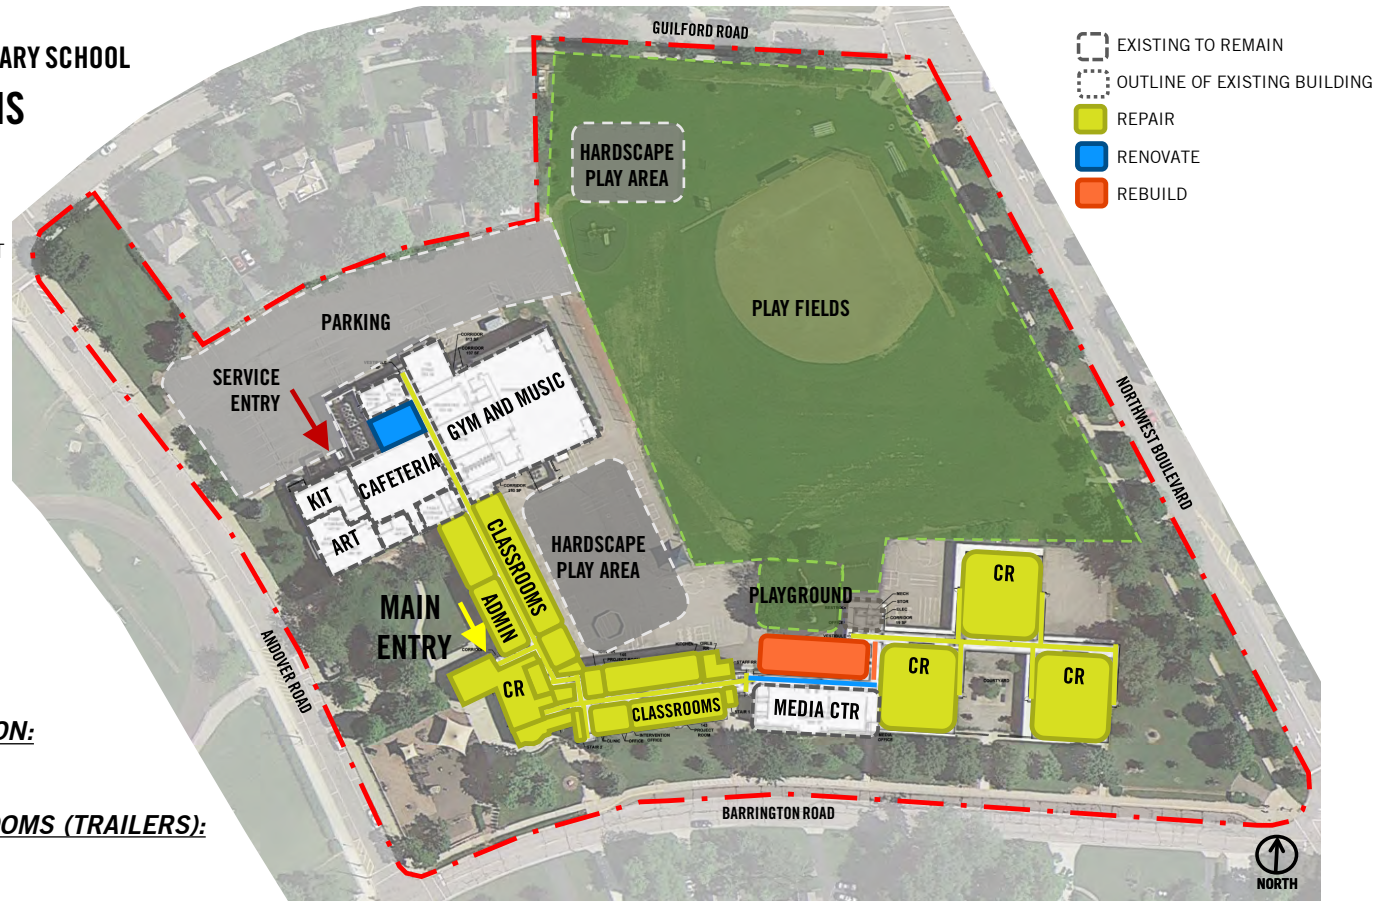 ARY SCHOOL
GUILFORD ROAD
EXISTING TO REMAIN
OUTLINE OF EXISTING BUILDING
REPAIR
RENOVATE
REBUILD
HARDSCAPE
PLAY AREA
PLAY FIELDS
PARKING
SERVICE
ENTRY
GYM AND MUSIC
CAFETERIA
KIT
ART
NORTHWEST BOULEVARD
CLASSROOMS
HARDSCAPE
PLAY AREA
ADMIN
MAIN
ENTRY
PLAYGROUND
CR
CR
CR
CR
CLASSROOMS
MEDIA CTR
ANDOVER ROAD
ON:
OOMS (TRAILERS):
BARRINGTON ROAD
NORTH